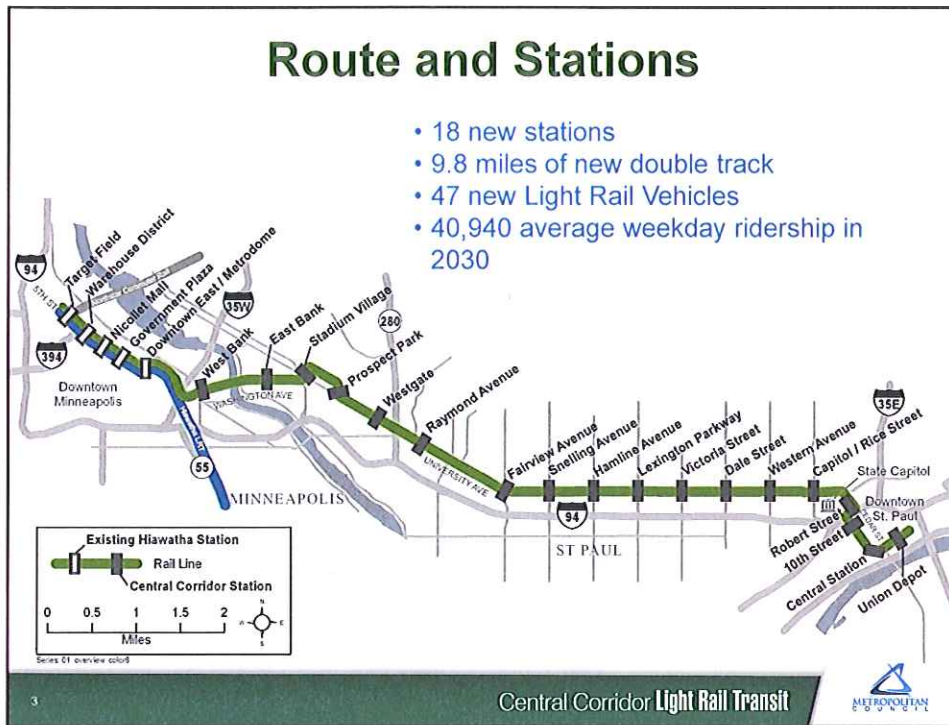 Route and Stations
• 18 new stations
• 9.8 miles of new double track
• 47 new Light Rail Vehicles
• 40,940 average weekday ridership in
2030
94
5TH ST
Target Field
Warehouse District
Nicollet Mall
Government Plaza
Downtown East / Metrodome
394
Downtown
Minneapolis
35W
West Bank
East Bank
Stadium Village
280
Prospect Park
Westgate
Raymond Avenue
WASHINGTON AVE
UNIVERSITY AVE
55
MINNEAPOLIS
Fairview Avenue
Snelling Avenue
Hamline Avenue
Lexington Parkway
Victoria Street
Dale Street
Western Avenue
Capitol / Rice Street
35E
State Capitol
Downtown
St. Paul
94
ST PAUL
Robert Street
10th Street
CEDAR ST
Central Station
Union Depot
Existing Hiawatha Station
Rail Line
Central Corridor Station
0 0.5 1 1.5 2
Miles
N
W E
S
Series 01 overview color8
3
Central Corridor Light Rail Transit
METROPOLITAN
COUNCIL